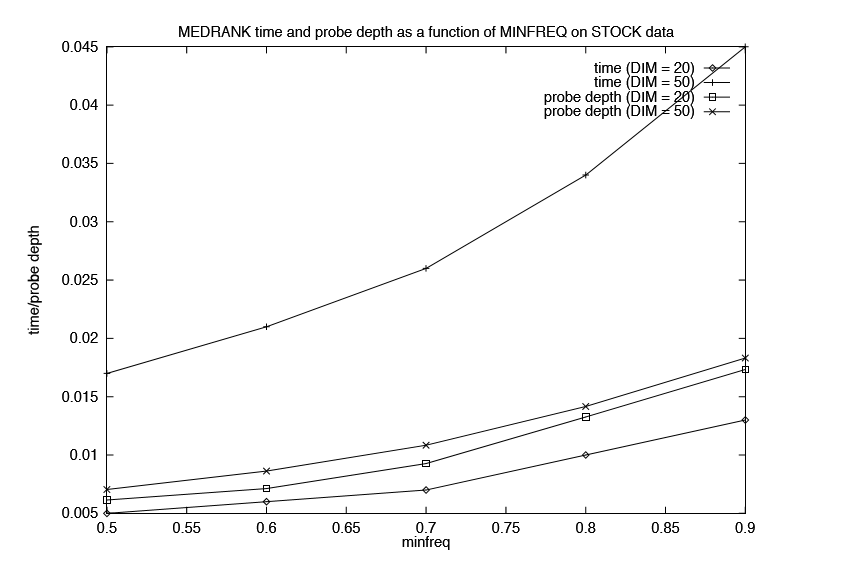 MEDRANK time and probe depth as a function of MINFREQ on STOCK data
0.045
0.04
0.035
0.03
0.025
0.02
0.015
0.01
0.005
time/probe depth
time (DIM = 20)
time (DIM = 50)
probe depth (DIM = 20)
probe depth (DIM = 50)
0.5 0.55 0.6 0.65 0.7 0.75 0.8 0.85 0.9
minfreq